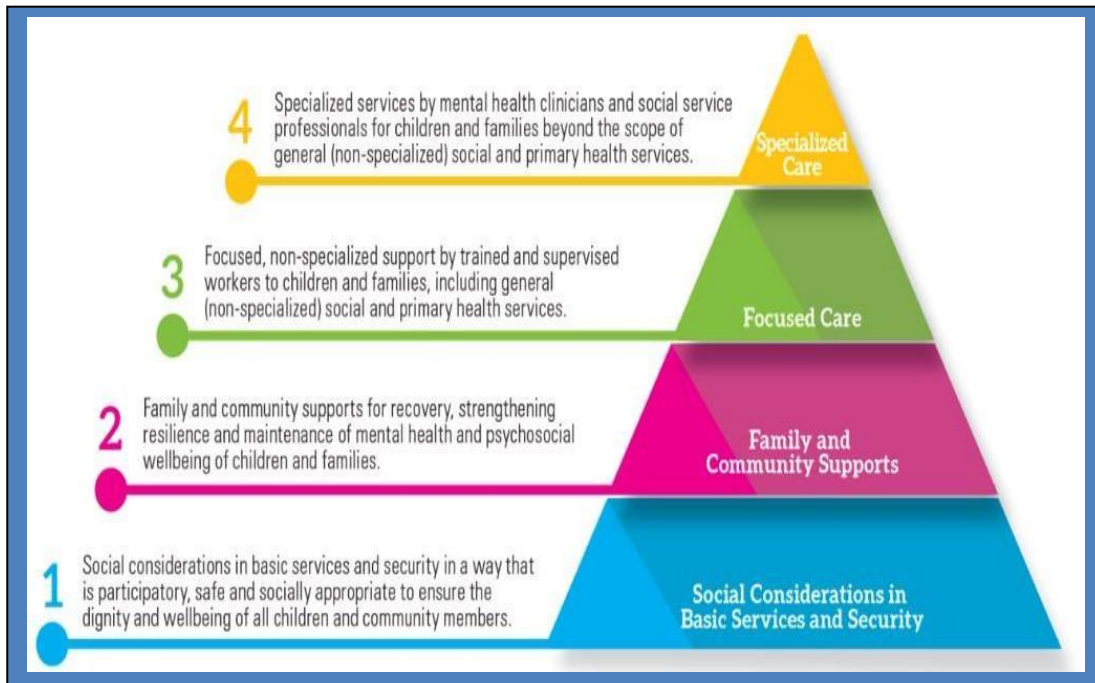 4
Specialized services by mental health clinicians and social service
professionals for children and families beyond the scope of
general (non-specialized) social and primary health services.
Specialized
Care
3
Focused, non-specialized support by trained and supervised
workers to children and families, including general
(non-specialized) social and primary health services.
Focused Care
2
Family and community supports for recovery, strengthening
resilience and maintenance of mental health and psychosocial
wellbeing of children and families.
Family and
Community Supports
1
Social considerations in basic services and security in a way that
is participatory, safe and socially appropriate to ensure the
dignity and wellbeing of all children and community members.
Social Considerations in
Basic Services and Security